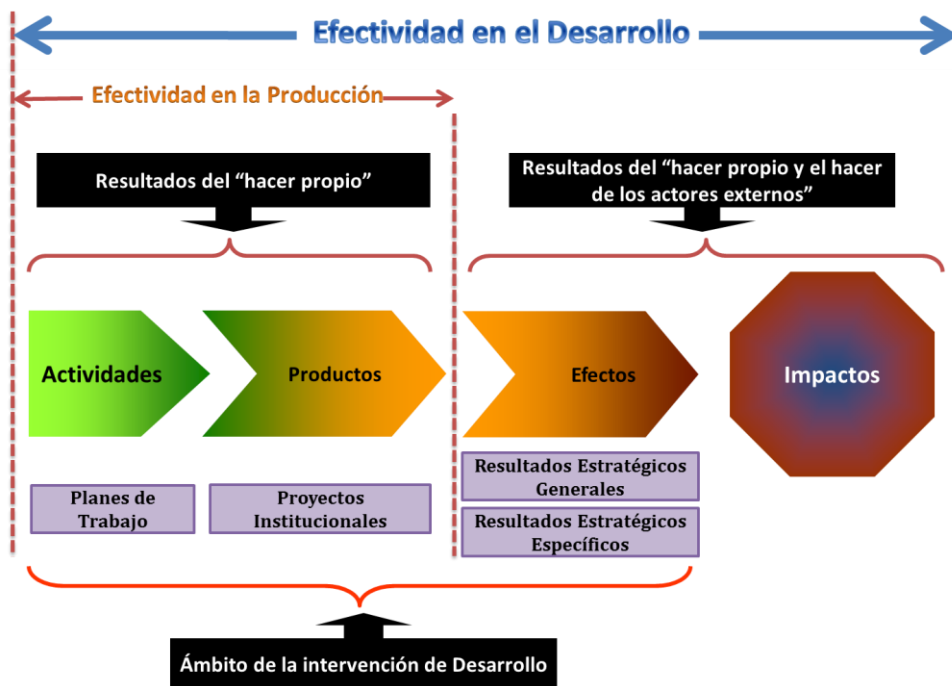 Efectividad en el Desarrollo
Efectividad en la Producción
Resultados del “hacer propio”
Resultados del “hacer propio y el hacer
de los actores externos”
Actividades
Productos
Efectos
Impactos
Planes de
Trabajo
Proyectos
Institucionales
Resultados Estratégicos
Generales
Resultados Estratégicos
Específicos
Ámbito de la intervención de Desarrollo